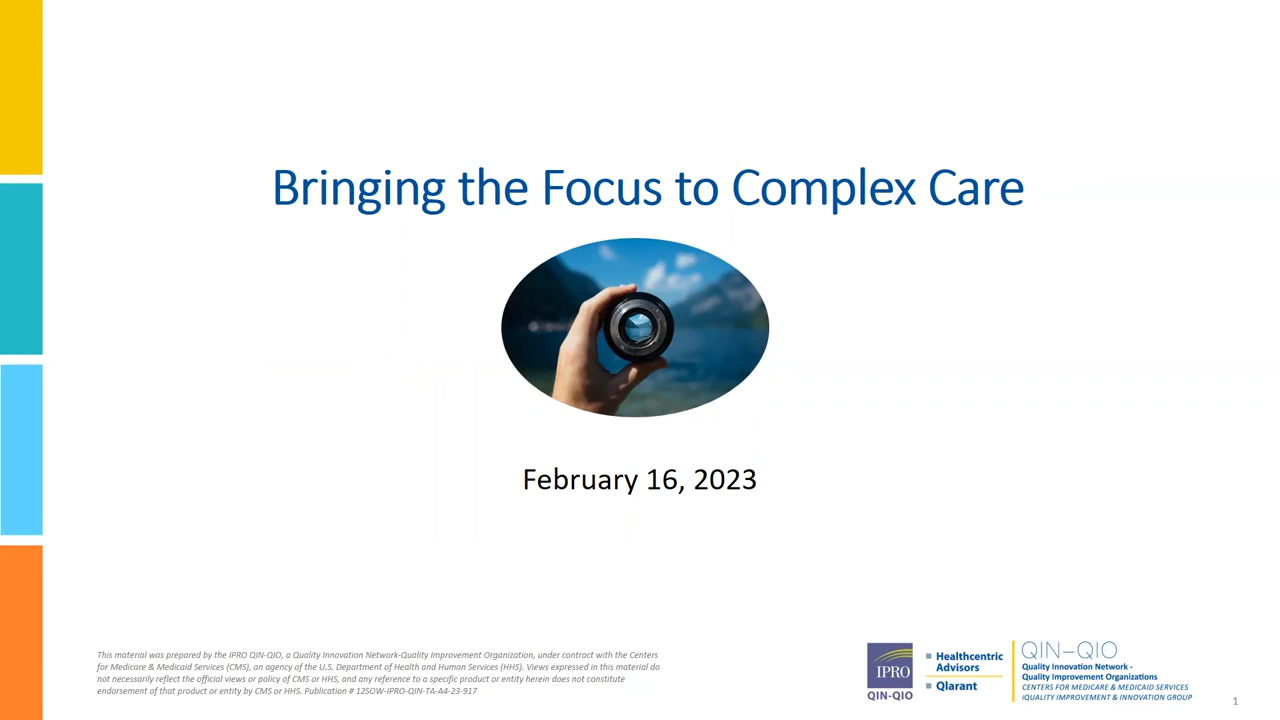 Bringing the Focus to Complex Care
February 16, 2023
This material was prepared by the IPRO QIN-QIO, a Quality Innovation Network-Quality Improvement Organization, under contract with the Centers
for Medicare & Medicaid Services (CMS), an agency of the U.S. Department of Health and Human Services (HHS). Views expressed in this material do
not necessarily reflect the official views or policy of CMS or HHS, and any reference to a specific product or entity herein does not constitute
endorsement of that product or entity by CMS or HHS. Publication # 12SOW-IPRO-QIN-TA-A4-23-917
IPRO
QIN-QIO
Healthcentric
Advisors
Qlarant
QIN–QIO
Quality Innovation Network -
Quality Improvement Organizations
CENTERS FOR MEDICARE & MEDICAID SERVICES
iQUALITY IMPROVEMENT & INNOVATION GROUP
1